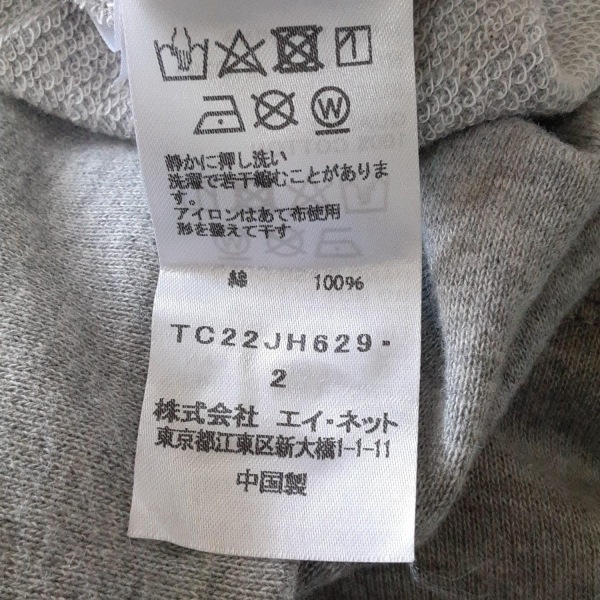 静かに押し洗い
洗濯で若干縮むことがありま
す。
アイロンはあて布使用
形を整えて干す
綿 100%
TC22JH629-
2
株式会社 エイ・ネット
東京都江東区新大橋1-1-11
中国製